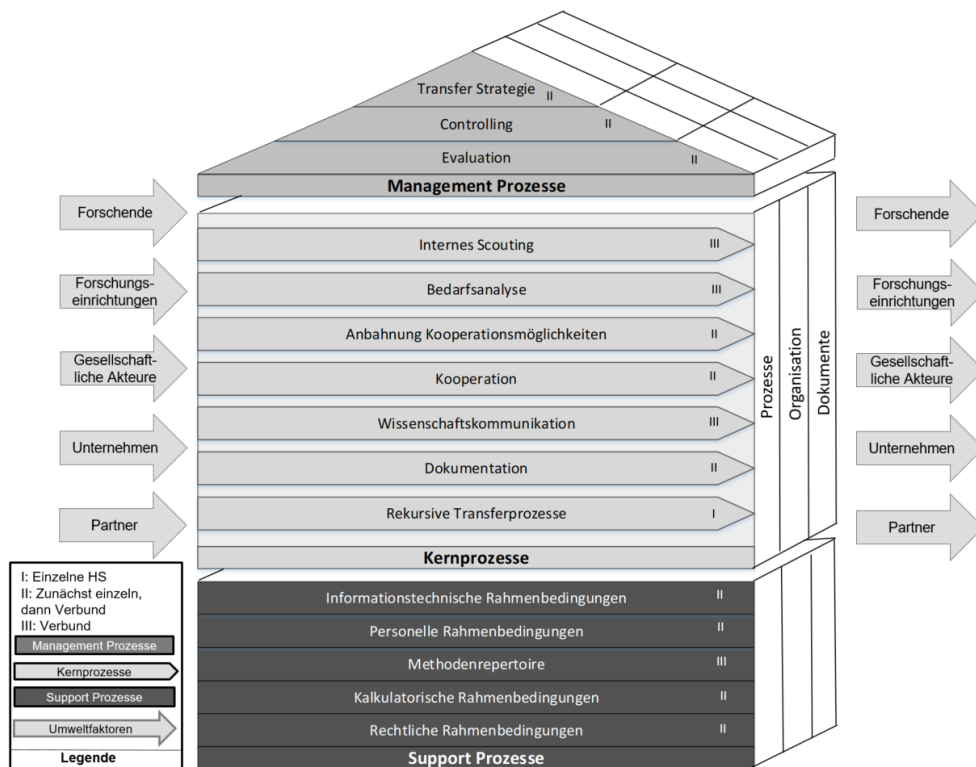 Transfer Strategie II
Controlling II
Evaluation II
Management Prozesse
Forschende
Forschungs-
einrichtungen
Gesellschaft-
liche Akteure
Unternehmen
Partner
Internes Scouting III
Bedarfsanalyse III
Anbahnung Kooperationsmöglichkeiten II
Kooperation II
Wissenschaftskommunikation III
Dokumentation II
Rekursive Transferprozesse I
Kernprozesse
Prozesse
Organisation
Dokumente
Forschende
Forschungs-
einrichtungen
Gesellschaft-
liche Akteure
Unternehmen
Partner
Informationstechnische Rahmenbedingungen II
Personelle Rahmenbedingungen II
Methodenrepertoire III
Kalkulatorische Rahmenbedingungen II
Rechtliche Rahmenbedingungen II
Support Prozesse
I: Einzelne HS
II: Zunächst einzeln,
dann Verbund
III: Verbund
Management Prozesse
Kernprozesse
Support Prozesse
Umweltfaktoren
Legende